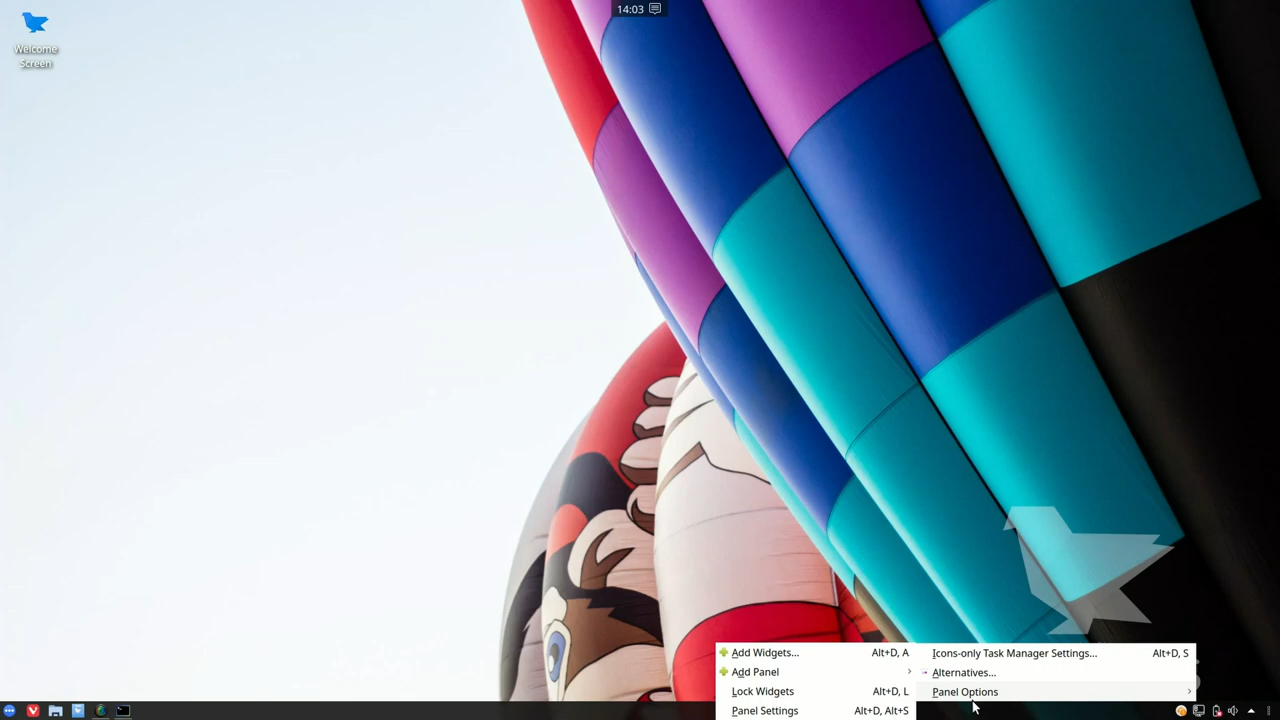 14:03
Welcome
Screen
Add Widgets... Alt+D, A
Add Panel
Lock Widgets Alt+D, L
Panel Settings Alt+D, Alt+S
Icons-only Task Manager Settings... Alt+D, S
Alternatives...
Panel Options